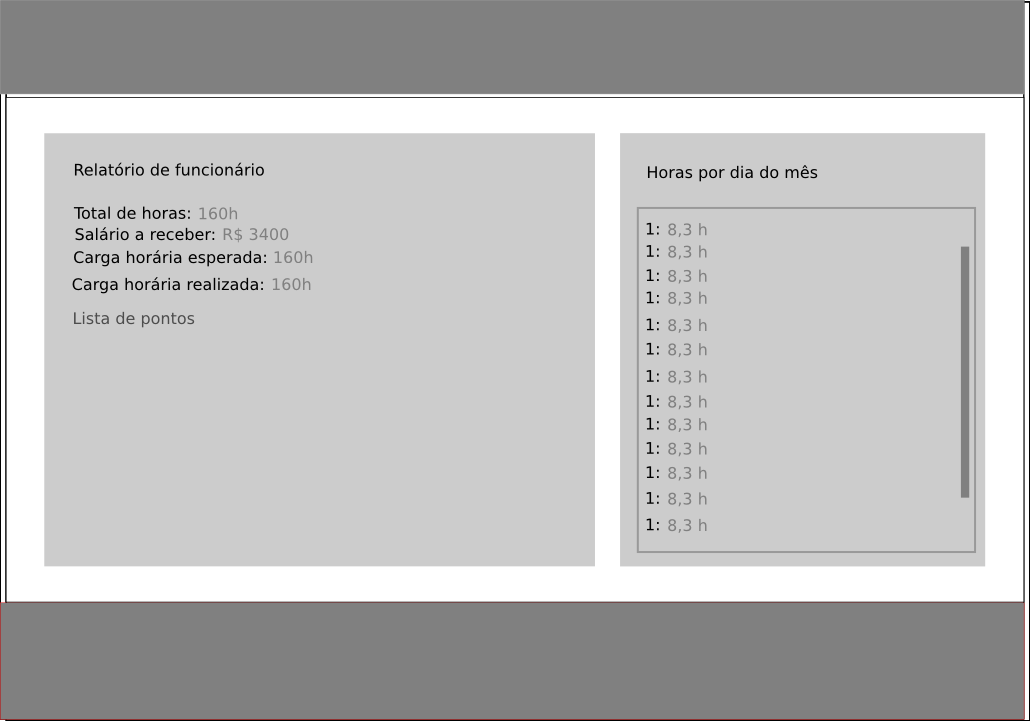 Relatório de funcionário
Total de horas: 160h
Salário a receber: R$ 3400
Carga horária esperada: 160h
Carga horária realizada: 160h
Lista de pontos
Horas por dia do mês
1: 8,3 h
1: 8,3 h
1: 8,3 h
1: 8,3 h
1: 8,3 h
1: 8,3 h
1: 8,3 h
1: 8,3 h
1: 8,3 h
1: 8,3 h
1: 8,3 h
1: 8,3 h
1: 8,3 h